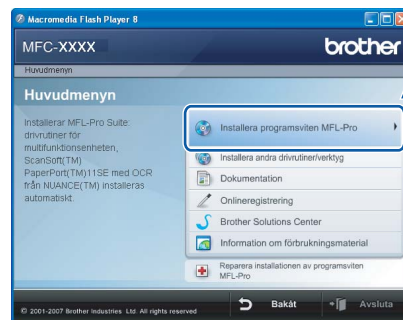 Macromedia Flash Player 8
MFC-XXXX
brother
Huvudmenyn
Huvudmenyn
Installerar MFL-Pro Suite:
drivrutiner för
multifunktionsenheten,
ScanSoft(TM)
PaperPort(TM)11SE med OCR
från NUANCE(TM) installeras
automatiskt.
Installera programsviten MFL-Pro
Installera andra drivrutiner/verktyg
Dokumentation
Onlineregistrering
Brother Solutions Center
Information om förbrukningsmaterial
Reparera installationen av programsviten
MFL-Pro
© 2001-2007 Brother Industries Ltd. All rights reserved
Bakåt
Avsluta